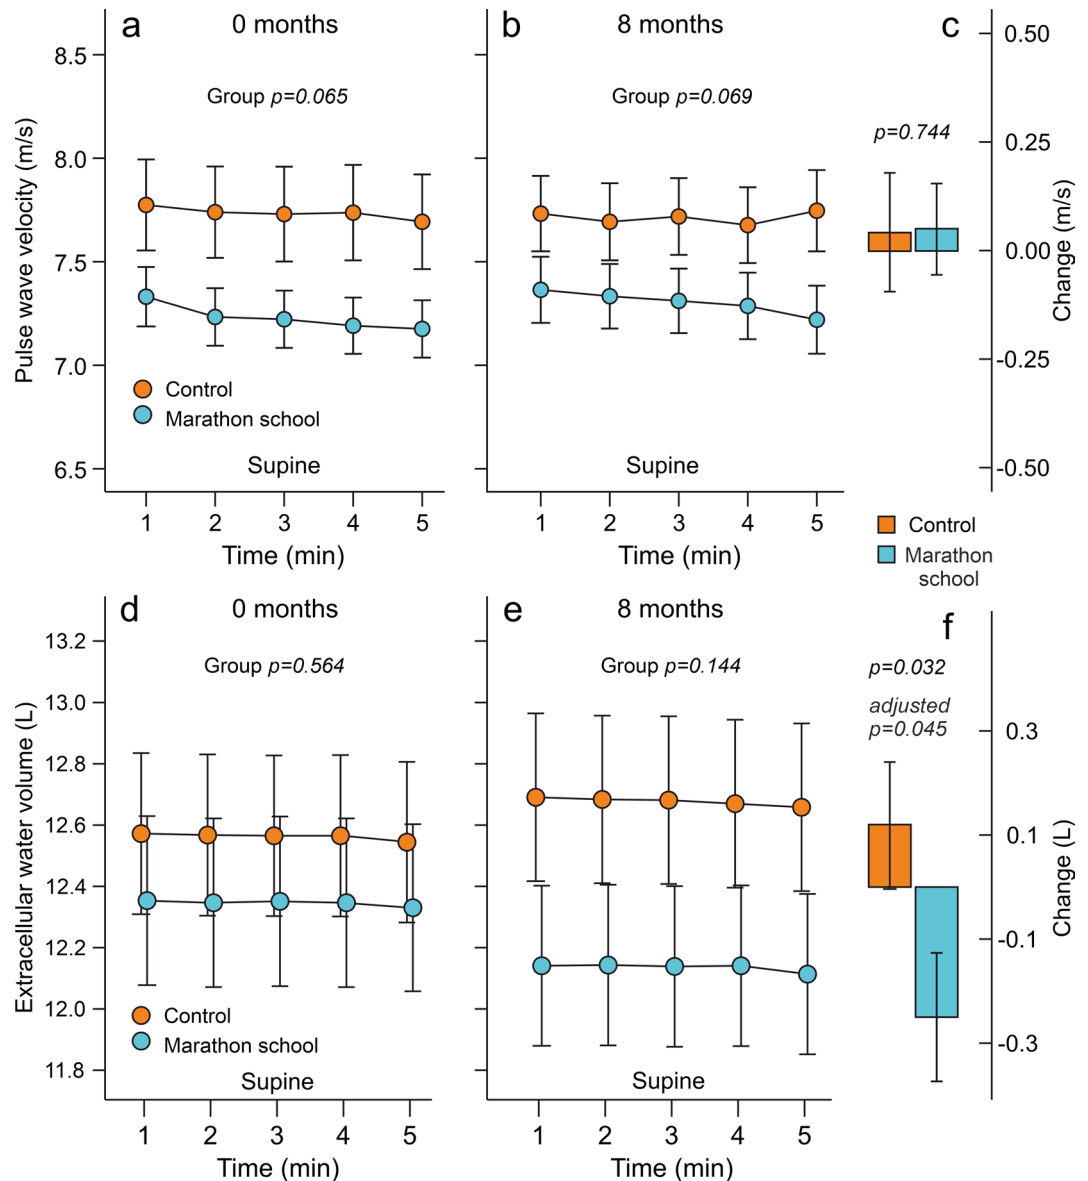 a
0 months
Group p=0.065
Pulse wave velocity (m/s)
8.5
8.0
7.5
7.0
6.5
Control
Marathon school
Supine
1 2 3 4 5
Time (min)
b
8 months
Group p=0.069
Supine
1 2 3 4 5
Time (min)
c
p=0.744
0.50
0.25
0.00
-0.25
-0.50
Change (m/s)
Control
Marathon
school
d
0 months
Group p=0.564
Extracellular water volume (L)
13.2
13.0
12.8
12.6
12.4
12.2
12.0
11.8
Control
Marathon school
Supine
1 2 3 4 5
Time (min)
e
8 months
Group p=0.144
Supine
1 2 3 4 5
Time (min)
f
p=0.032
adjusted
p=0.045
0.3
0.1
-0.1
-0.3
Change (L)